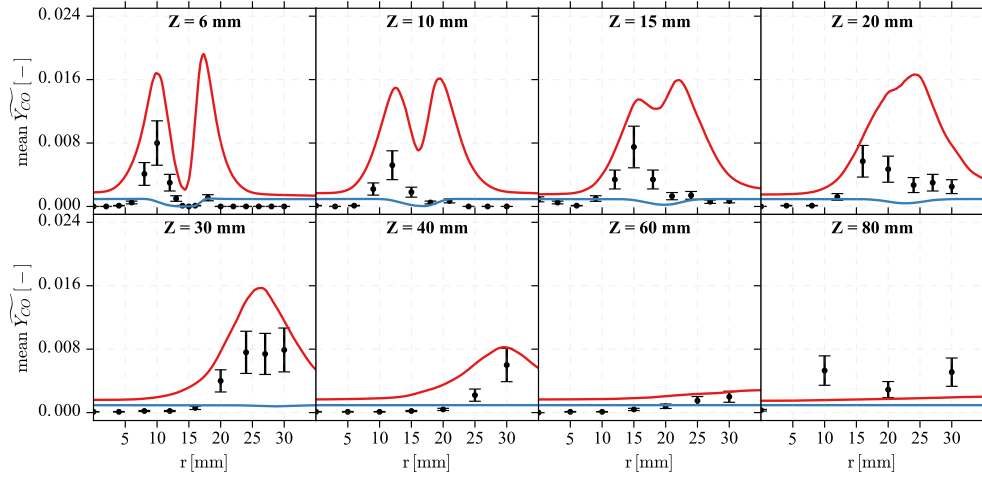 Z = 6 mm Z = 10 mm Z = 15 mm Z = 20 mm
0.024
0.016
0.008
0.000
mean Y͠CO [−]
Z = 30 mm Z = 40 mm Z = 60 mm Z = 80 mm
0.024
0.016
0.008
0.000
mean Y͠CO [−]
5 10 15 20 25 30 5 10 15 20 25 30 5 10 15 20 25 30 5 10 15 20 25 30
r [mm] r [mm] r [mm] r [mm]